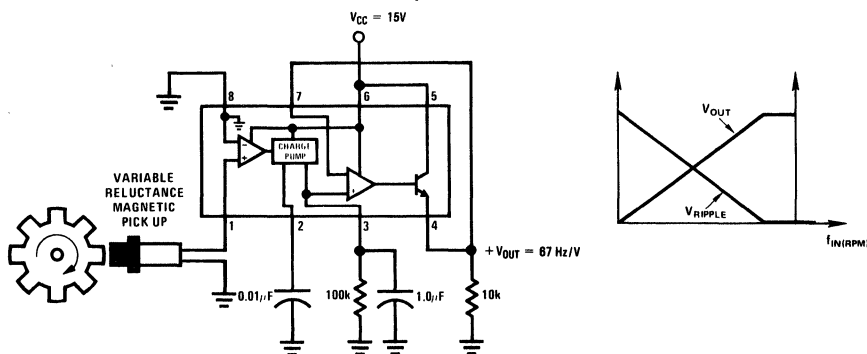 VCC = 15V
8 7 6 5
CHARGE
PUMP
- +
+
VARIABLE
RELUCTANCE
MAGNETIC
PICK UP
1 2 3 4
+ VOUT = 67 Hz/V
0.01µF
100k
1.0µF
10k
VOUT
VRIPPLE
fIN(RPM)